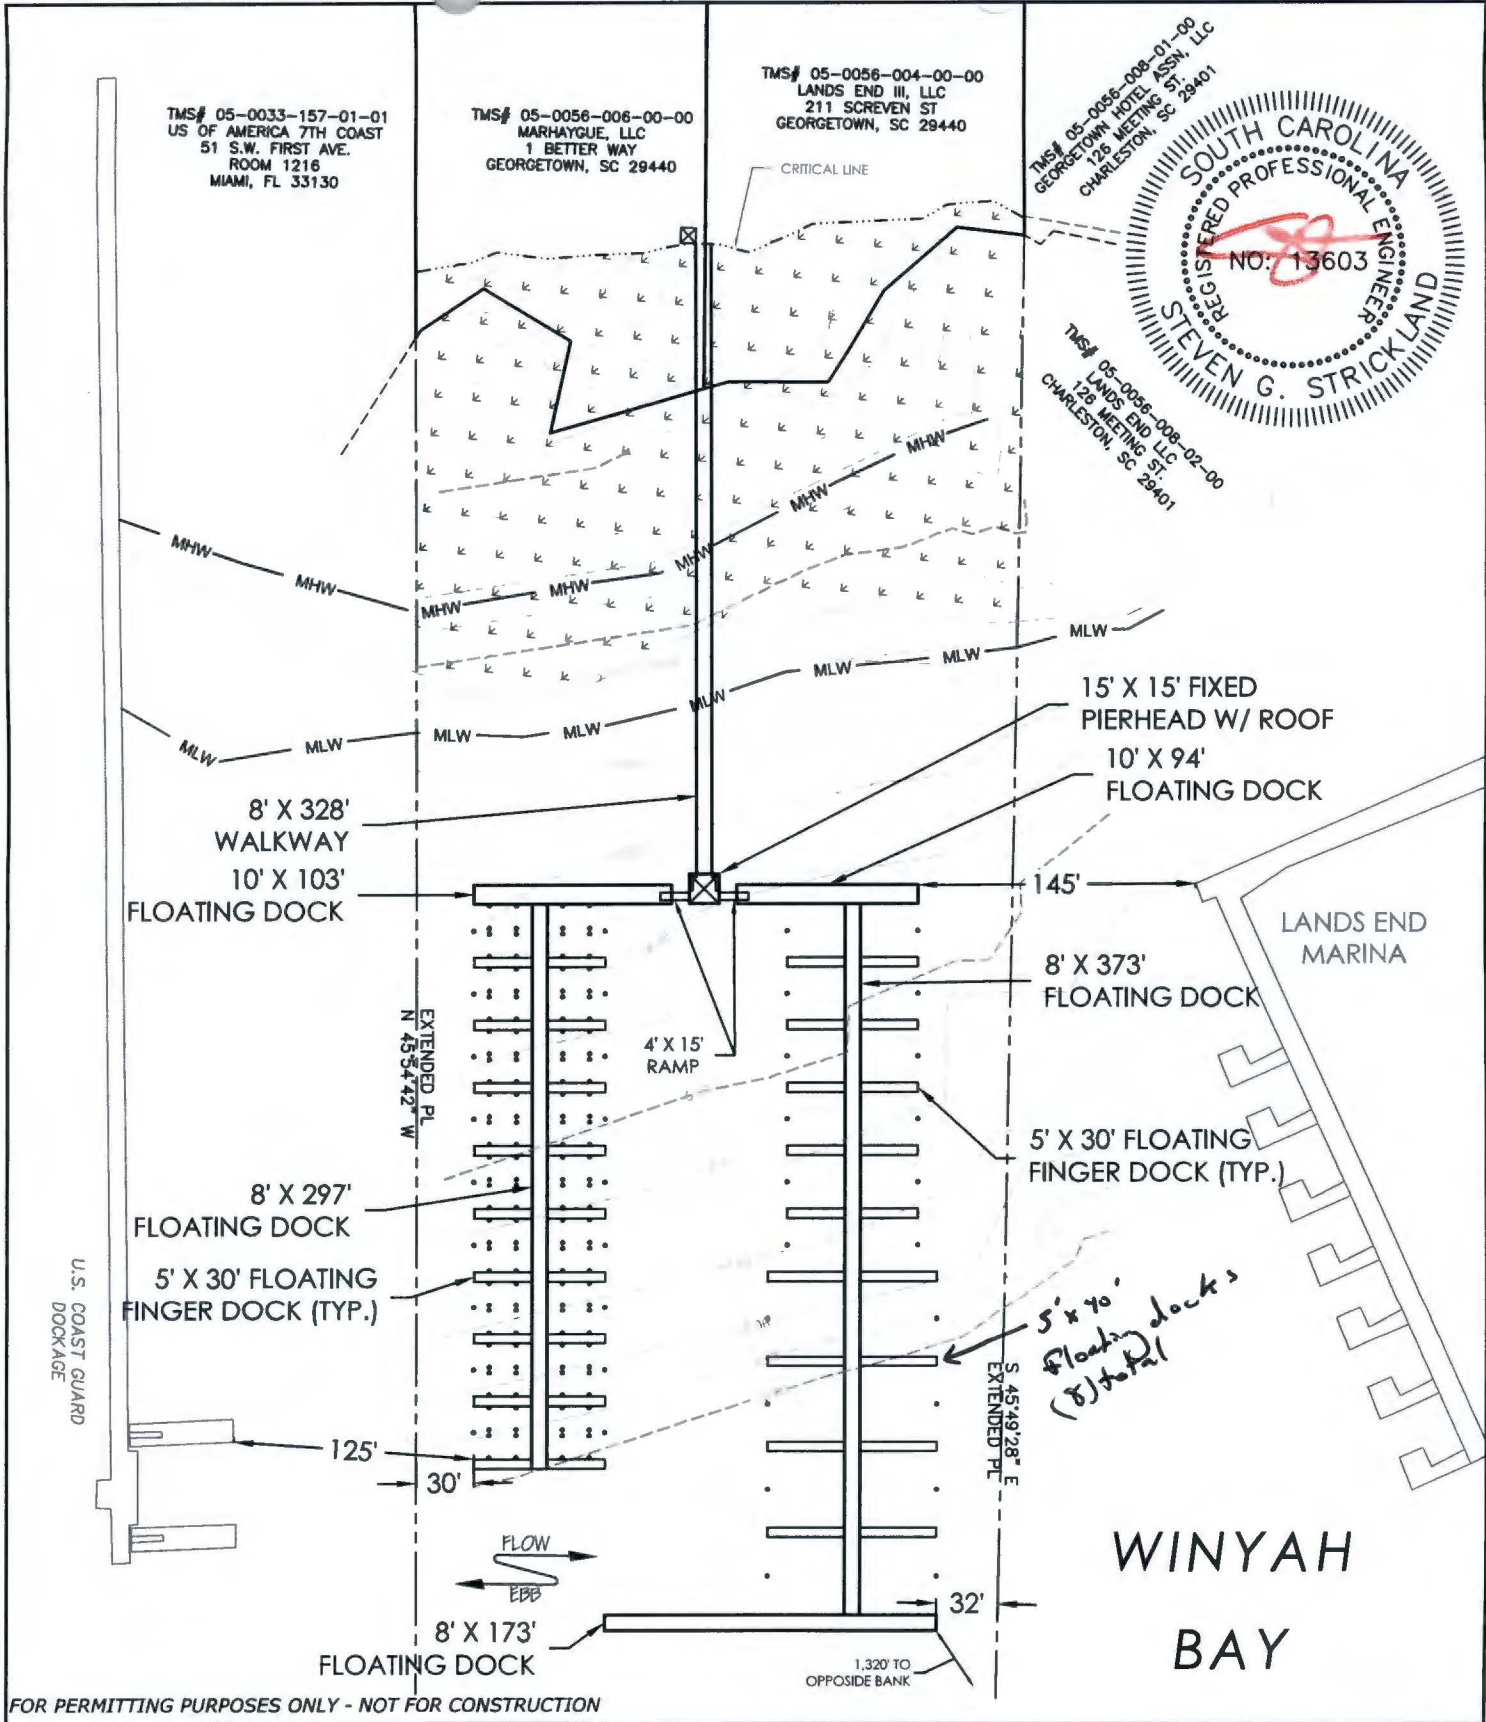 TMS# 05-0033-157-01-01
US OF AMERICA 7TH COAST
51 S.W. FIRST AVE.
ROOM 1216
MIAMI, FL 33130
TMS# 05-0056-006-00-00
MARHAYGUE, LLC
1 BETTER WAY
GEORGETOWN, SC 29440
TMS# 05-0056-004-00-00
LANDS END III, LLC
211 SCREVEN ST
GEORGETOWN, SC 29440
TMS# 05-0056-008-01-00
GEORGETOWN HOTEL ASSN, LLC
126 MEETING ST.
CHARLESTON, SC 29401
CRITICAL LINE
SOUTH CAROLINA
REGISTERED PROFESSIONAL ENGINEER
NO: 13603
STEVEN G. STRICKLAND
TMS# 05-0056-008-02-00
LANDS END LLC
126 MEETING ST.
CHARLESTON, SC 29401
MHW
MHW
MHW
MHW
MHW
MHW
MHW
MLW
MLW
MLW
MLW
MLW
MLW
MLW
MLW
15' X 15' FIXED
PIERHEAD W/ ROOF
10' X 94'
FLOATING DOCK
8' X 328'
WALKWAY
10' X 103'
FLOATING DOCK
145'
LANDS END
MARINA
8' X 373'
FLOATING DOCK
4' X 15'
RAMP
EXTENDED PL
N 45°54'42" W
5' X 30' FLOATING
FINGER DOCK (TYP.)
8' X 297'
FLOATING DOCK
5' X 30' FLOATING
FINGER DOCK (TYP.)
U.S. COAST GUARD
DOCKAGE
5' x 40'
floating docks
(8) total
S 45°49'28" E
EXTENDED PL
125'
30'
FLOW
EBB
32'
8' X 173'
FLOATING DOCK
1,320' TO
OPPOSIDE BANK
WINYAH
BAY
FOR PERMITTING PURPOSES ONLY - NOT FOR CONSTRUCTION